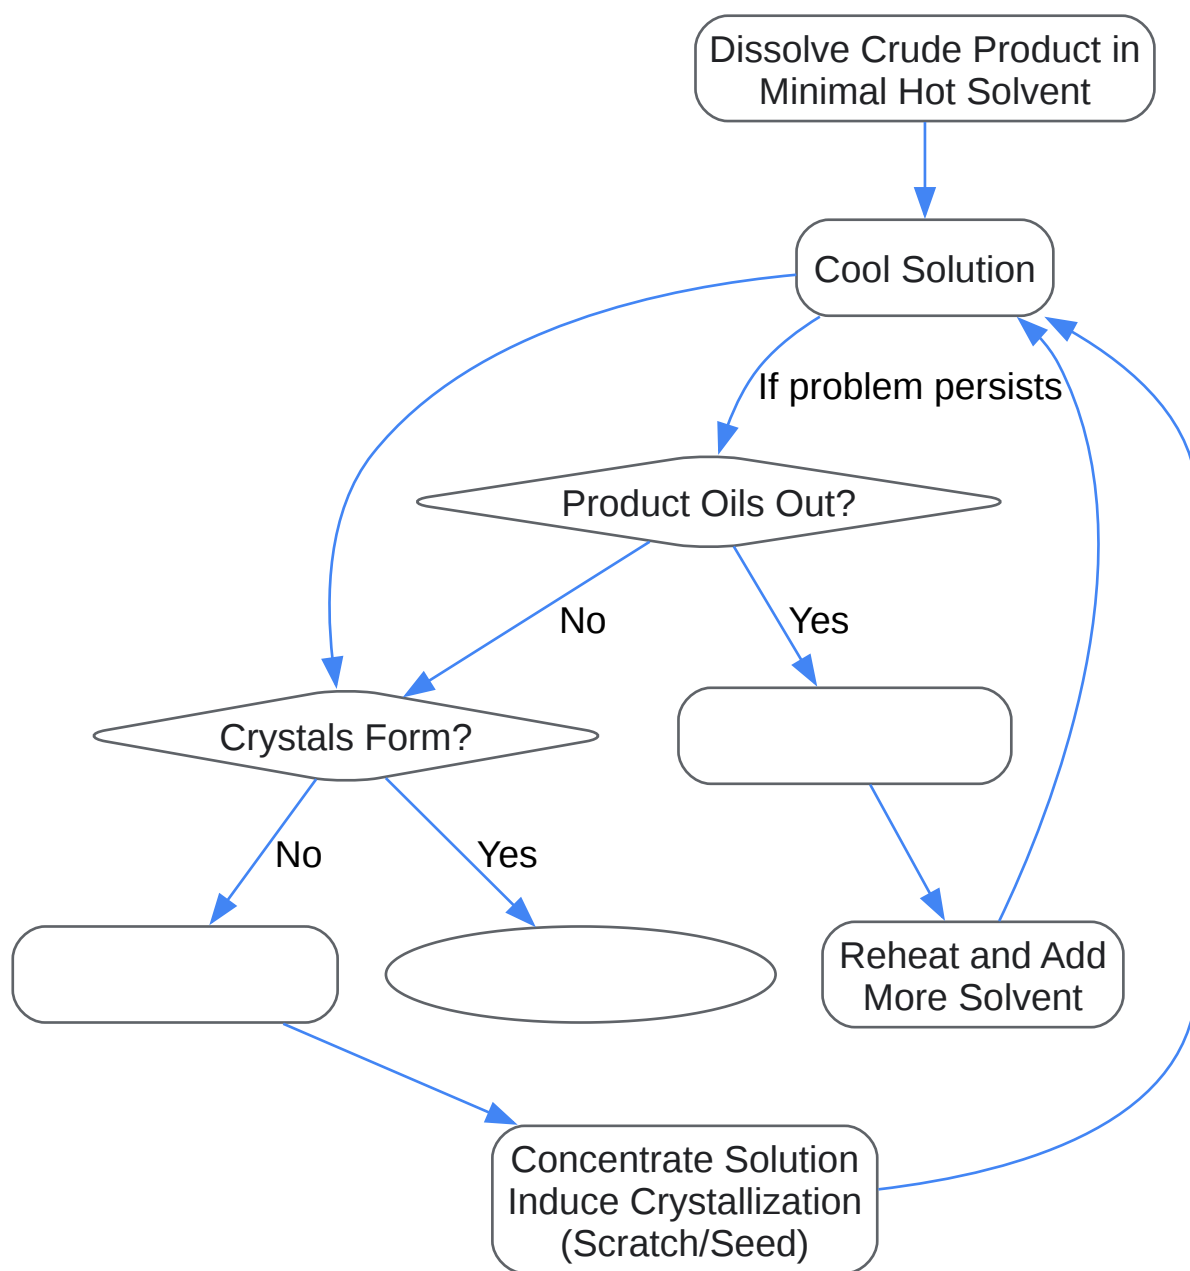 Dissolve Crude Product in
Minimal Hot Solvent
Cool Solution
If problem persists
Product Oils Out?
No
Yes
Crystals Form?
No
Yes
Reheat and Add
More Solvent
Concentrate Solution
Induce Crystallization
(Scratch/Seed)